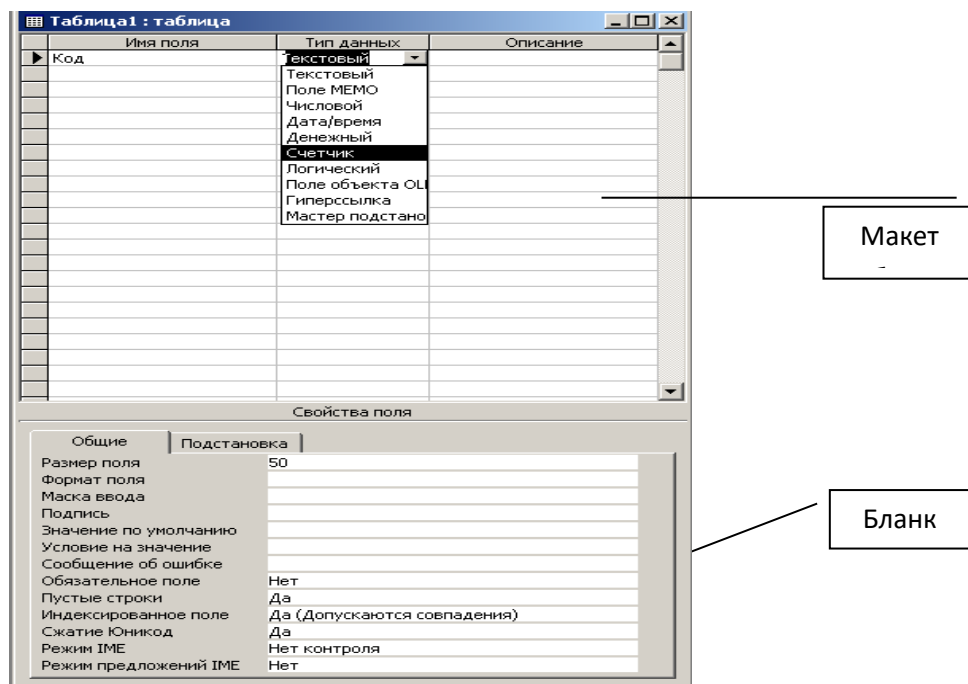 Таблица1 : таблица
Имя поля Тип данных Описание
Код Текстовый
Текстовый
Поле MEMO
Числовой
Дата/время
Денежный
Счетчик
Логический
Поле объекта OLI
Гиперссылка
Мастер подстано
Макет
Свойства поля
Общие Подстановка
Размер поля 50
Формат поля
Маска ввода
Подпись
Значение по умолчанию
Условие на значение
Сообщение об ошибке
Обязательное поле Нет
Пустые строки Да
Индексированное поле Да (Допускаются совпадения)
Сжатие Юникод Да
Режим IME Нет контроля
Режим предложений IME Нет
Бланк